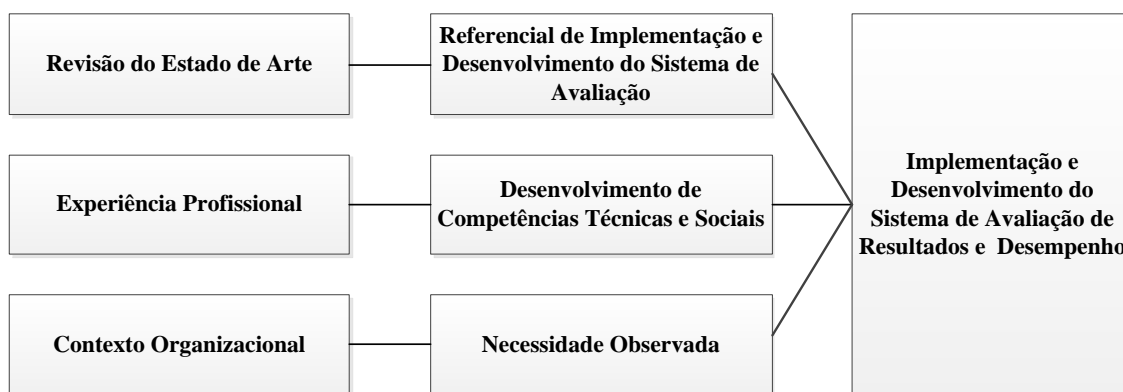 Revisão do Estado de Arte
Referencial de Implementação e
Desenvolvimento do Sistema de
Avaliação
Experiência Profissional
Desenvolvimento de
Competências Técnicas e Sociais
Contexto Organizacional
Necessidade Observada
Implementação e
Desenvolvimento do
Sistema de Avaliação de
Resultados e Desempenho